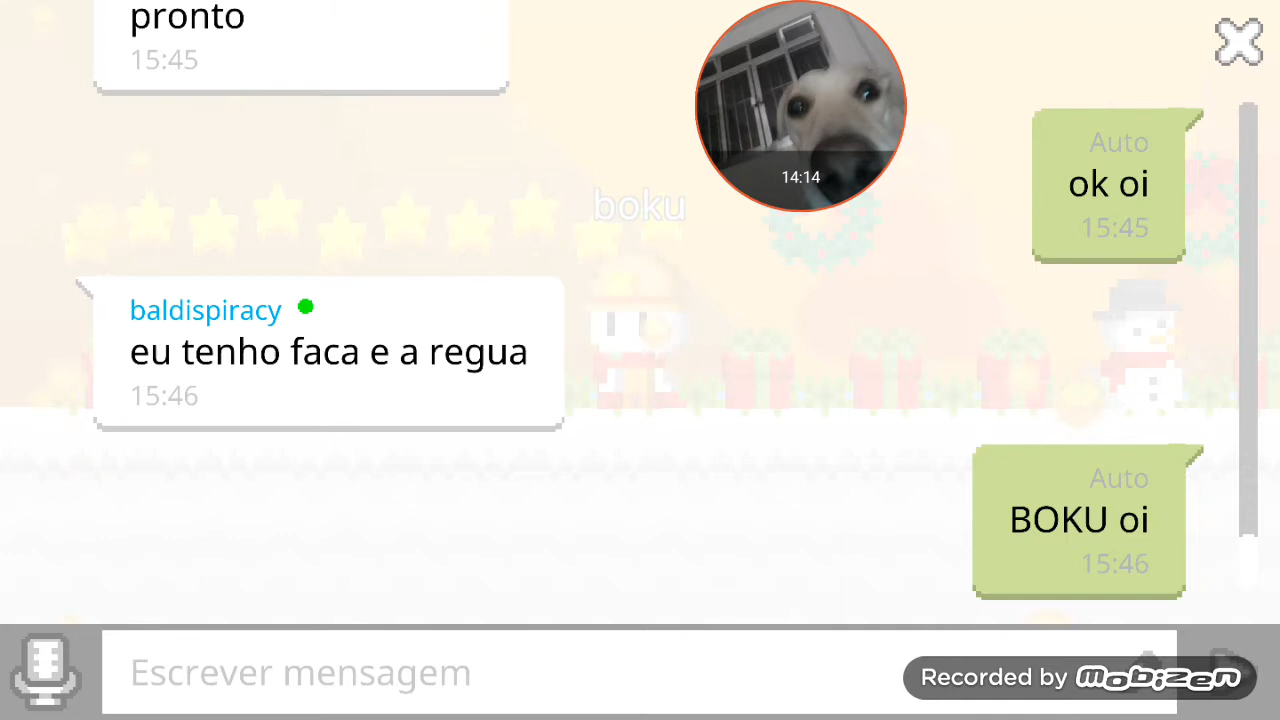 pronto
15:45
14:14
Auto
ok oi
15:45
boku
baldispiracy
eu tenho faca e a regua
15:46
Auto
BOKU oi
15:46
Escrever mensagem
Recorded by mobizen